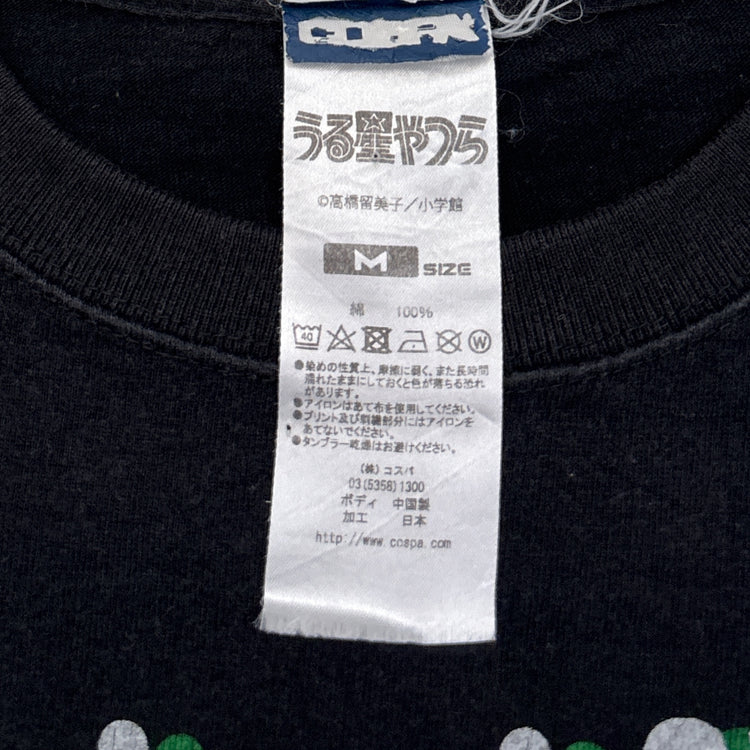 COSPA
うる星やつら
©高橋留美子／小学館
M SIZE
綿 100%
40 W
●染めの性質上、摩擦に弱く、また長時間
濡れたままにしておくと色が落ちる恐れ
があります。
●アイロンはあて布を使用してください。
●プリント及び刺繍部分にはアイロンを
あてないでください。
●タンブラー乾燥はお避けください。
(株) コスパ
03(5358)1300
ボディ 中国製
加工 日本
http://www.cospa.com